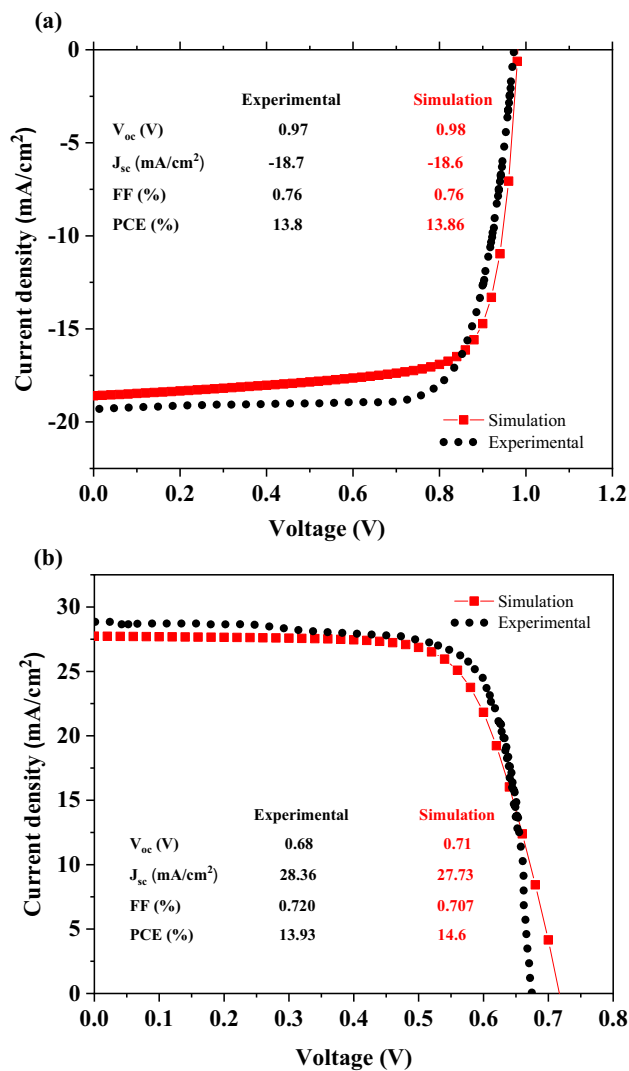 (a)
0
-5
-10
-15
-20
Current density (mA/cm²)
Experimental Simulation
Voc (V) 0.97 0.98
Jsc (mA/cm²) -18.7 -18.6
FF (%) 0.76 0.76
PCE (%) 13.8 13.86
Simulation
Experimental
0.0 0.2 0.4 0.6 0.8 1.0 1.2
Voltage (V)
(b)
30
25
20
15
10
5
0
Current density (mA/cm²)
Simulation
Experimental
Experimental Simulation
Voc (V) 0.68 0.71
Jsc (mA/cm²) 28.36 27.73
FF (%) 0.720 0.707
PCE (%) 13.93 14.6
0.0 0.1 0.2 0.3 0.4 0.5 0.6 0.7 0.8
Voltage (V)